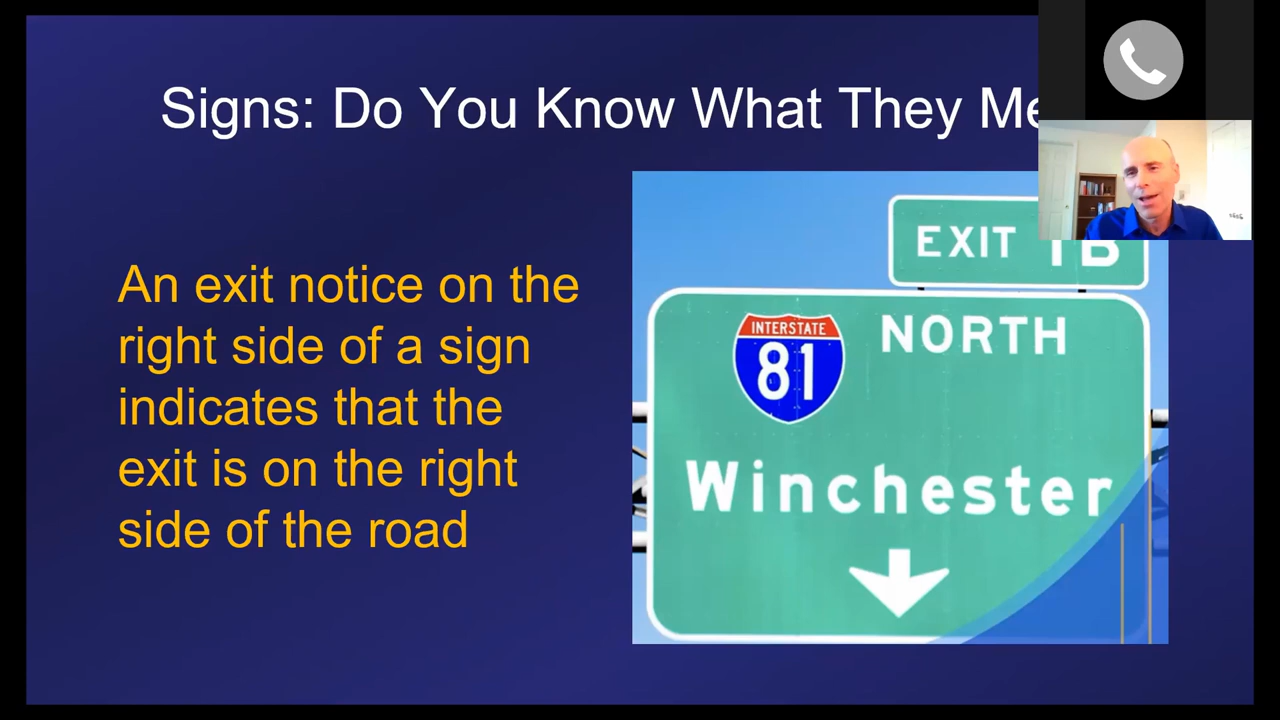 Signs: Do You Know What They Me
An exit notice on the
right side of a sign
indicates that the
exit is on the right
side of the road
EXIT 1B
INTERSTATE
81
NORTH
Winchester